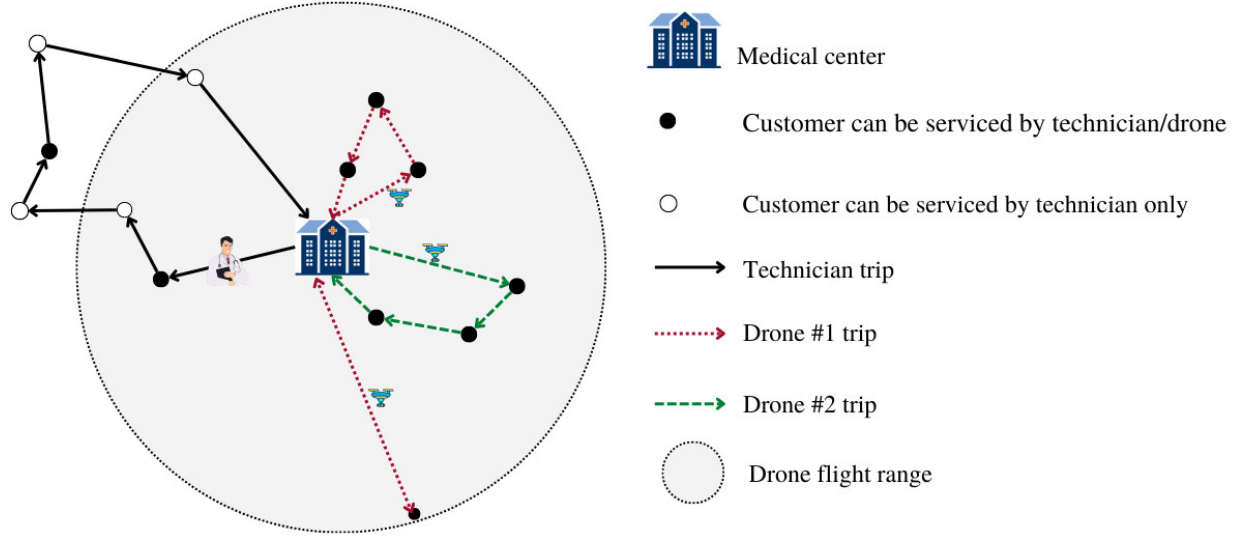 Medical center
Customer can be serviced by technician/drone
Customer can be serviced by technician only
Technician trip
Drone #1 trip
Drone #2 trip
Drone flight range